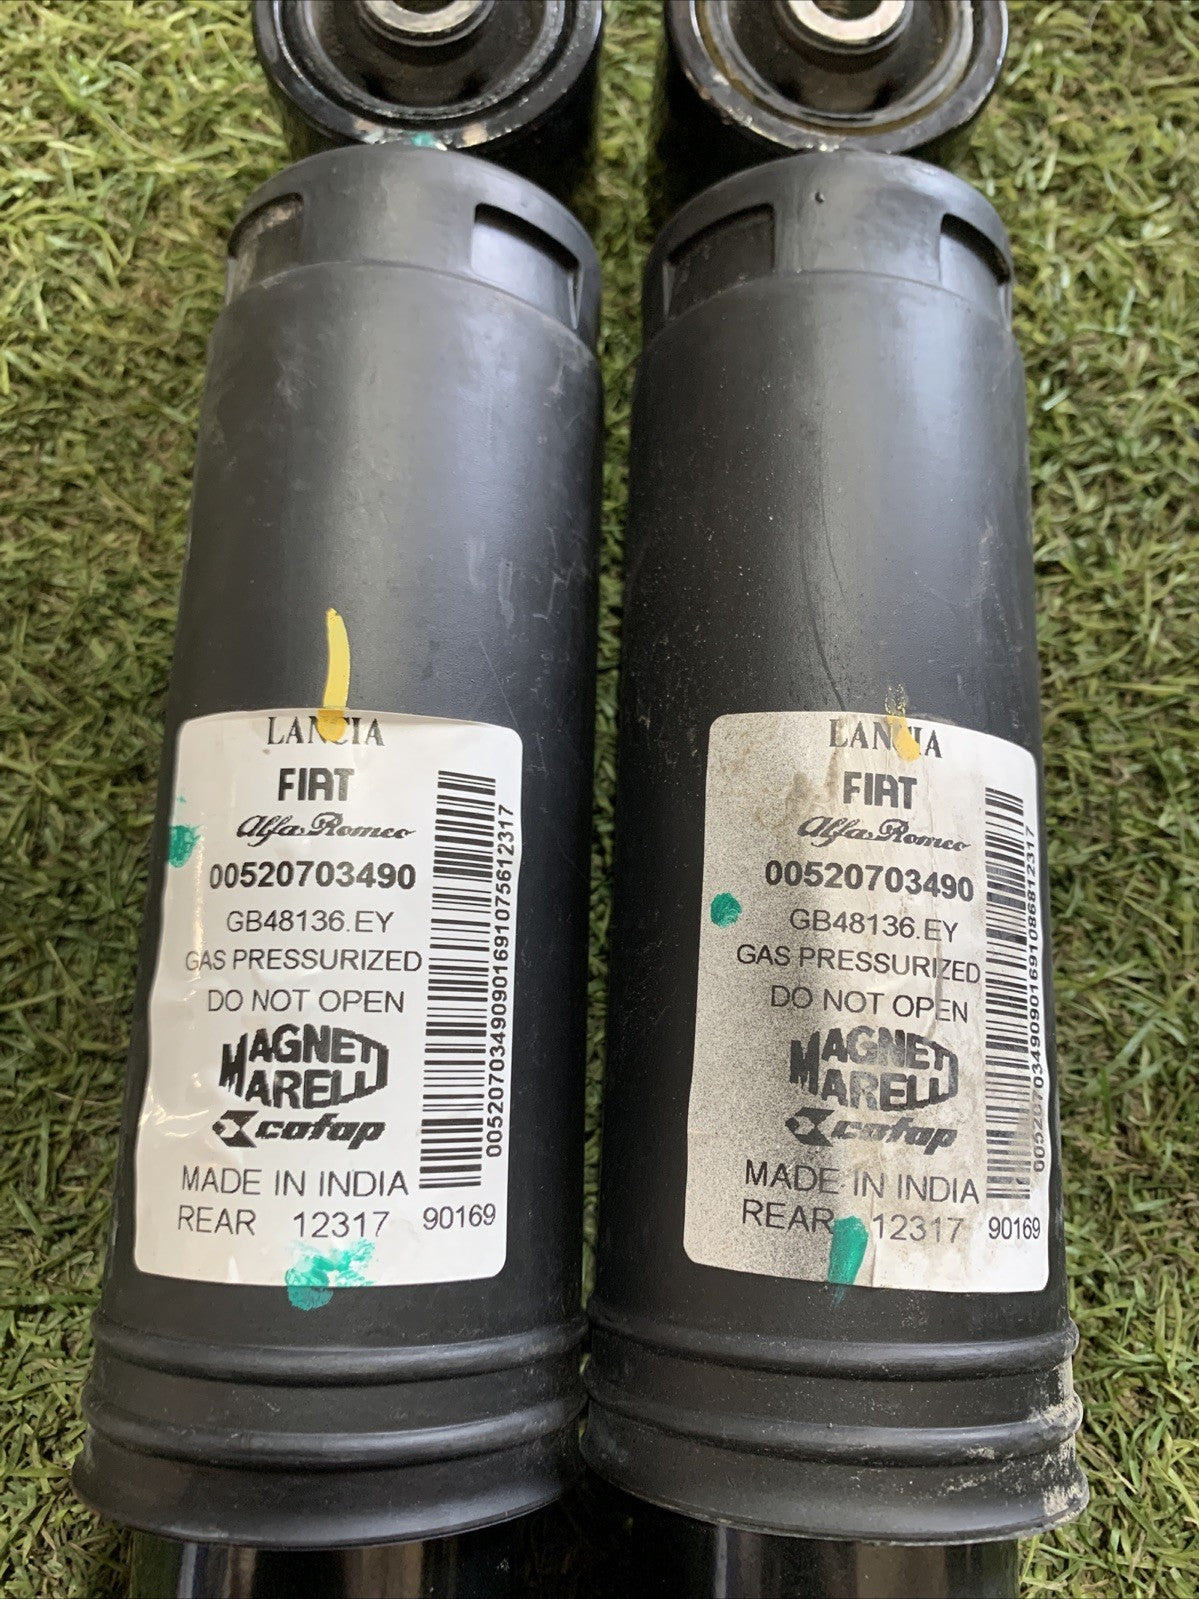 LANCIA
FIAT
Alfa Romeo
00520703490
GB48136.EY
GAS PRESSURIZED
DO NOT OPEN
MAGNETI
MARELLI
cofap
MADE IN INDIA
REAR 12317 90169
005207034909016910756​12317
LANCIA
FIAT
Alfa Romeo
00520703490
GB48136.EY
GAS PRESSURIZED
DO NOT OPEN
MAGNETI
MARELLI
cofap
MADE IN INDIA
REAR 12317 90169